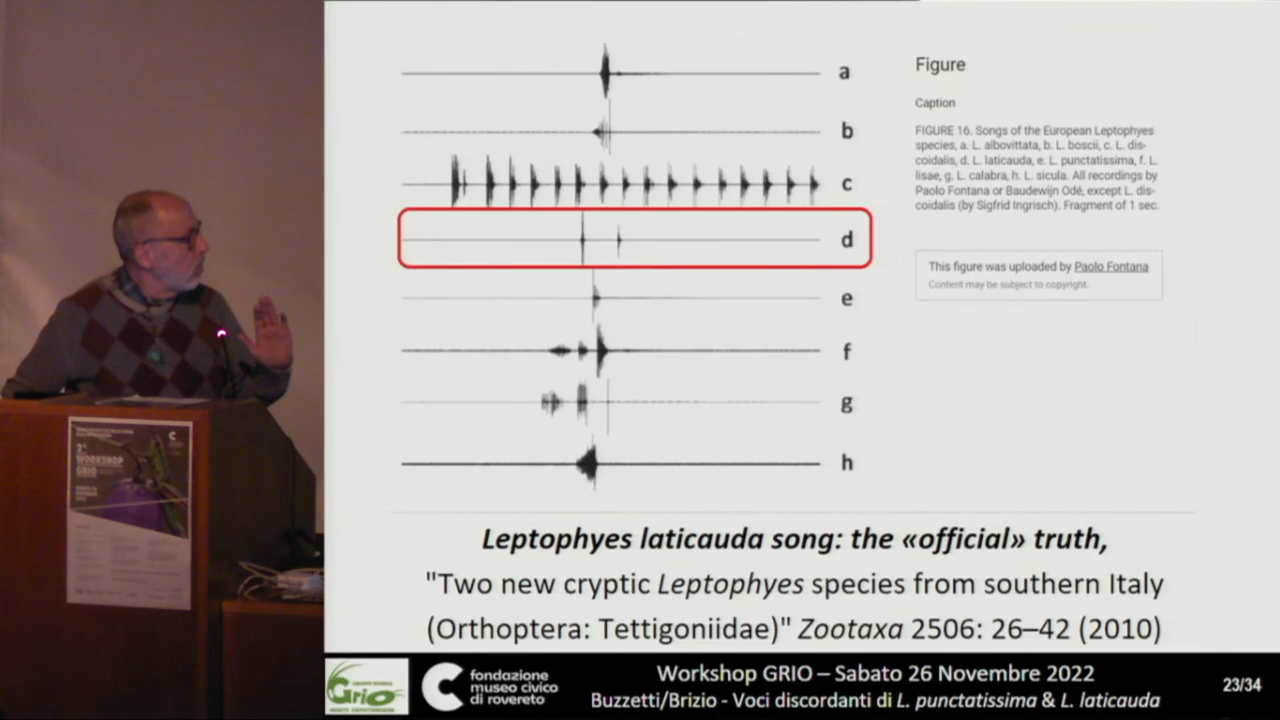 a
b
c
d
e
f
g
h
Figure
Caption
FIGURE 16. Songs of the European Leptophyes
species, a. L. albovittata, b. L. boscii, c. L. dis-
coidalis, d. L. laticauda, e. L. punctatissima, f. L.
lisae, g. L. calabra, h. L. sicula. All recordings by
Paolo Fontana or Baudewijn Odé, except L. dis-
coidalis (by Sigfrid Ingrisch). Fragment of 1 sec.
This figure was uploaded by Paolo Fontana
Content may be subject to copyright.
Leptophyes laticauda song: the «official» truth,
"Two new cryptic Leptophyes species from southern Italy
(Orthoptera: Tettigoniidae)" Zootaxa 2506: 26–42 (2010)
Grio
fondazione
museo civico
di rovereto
Workshop GRIO – Sabato 26 Novembre 2022
Buzzetti/Brizio - Voci discordanti di L. punctatissima & L. laticauda
23/34
2°
WORKSHOP
GRIO